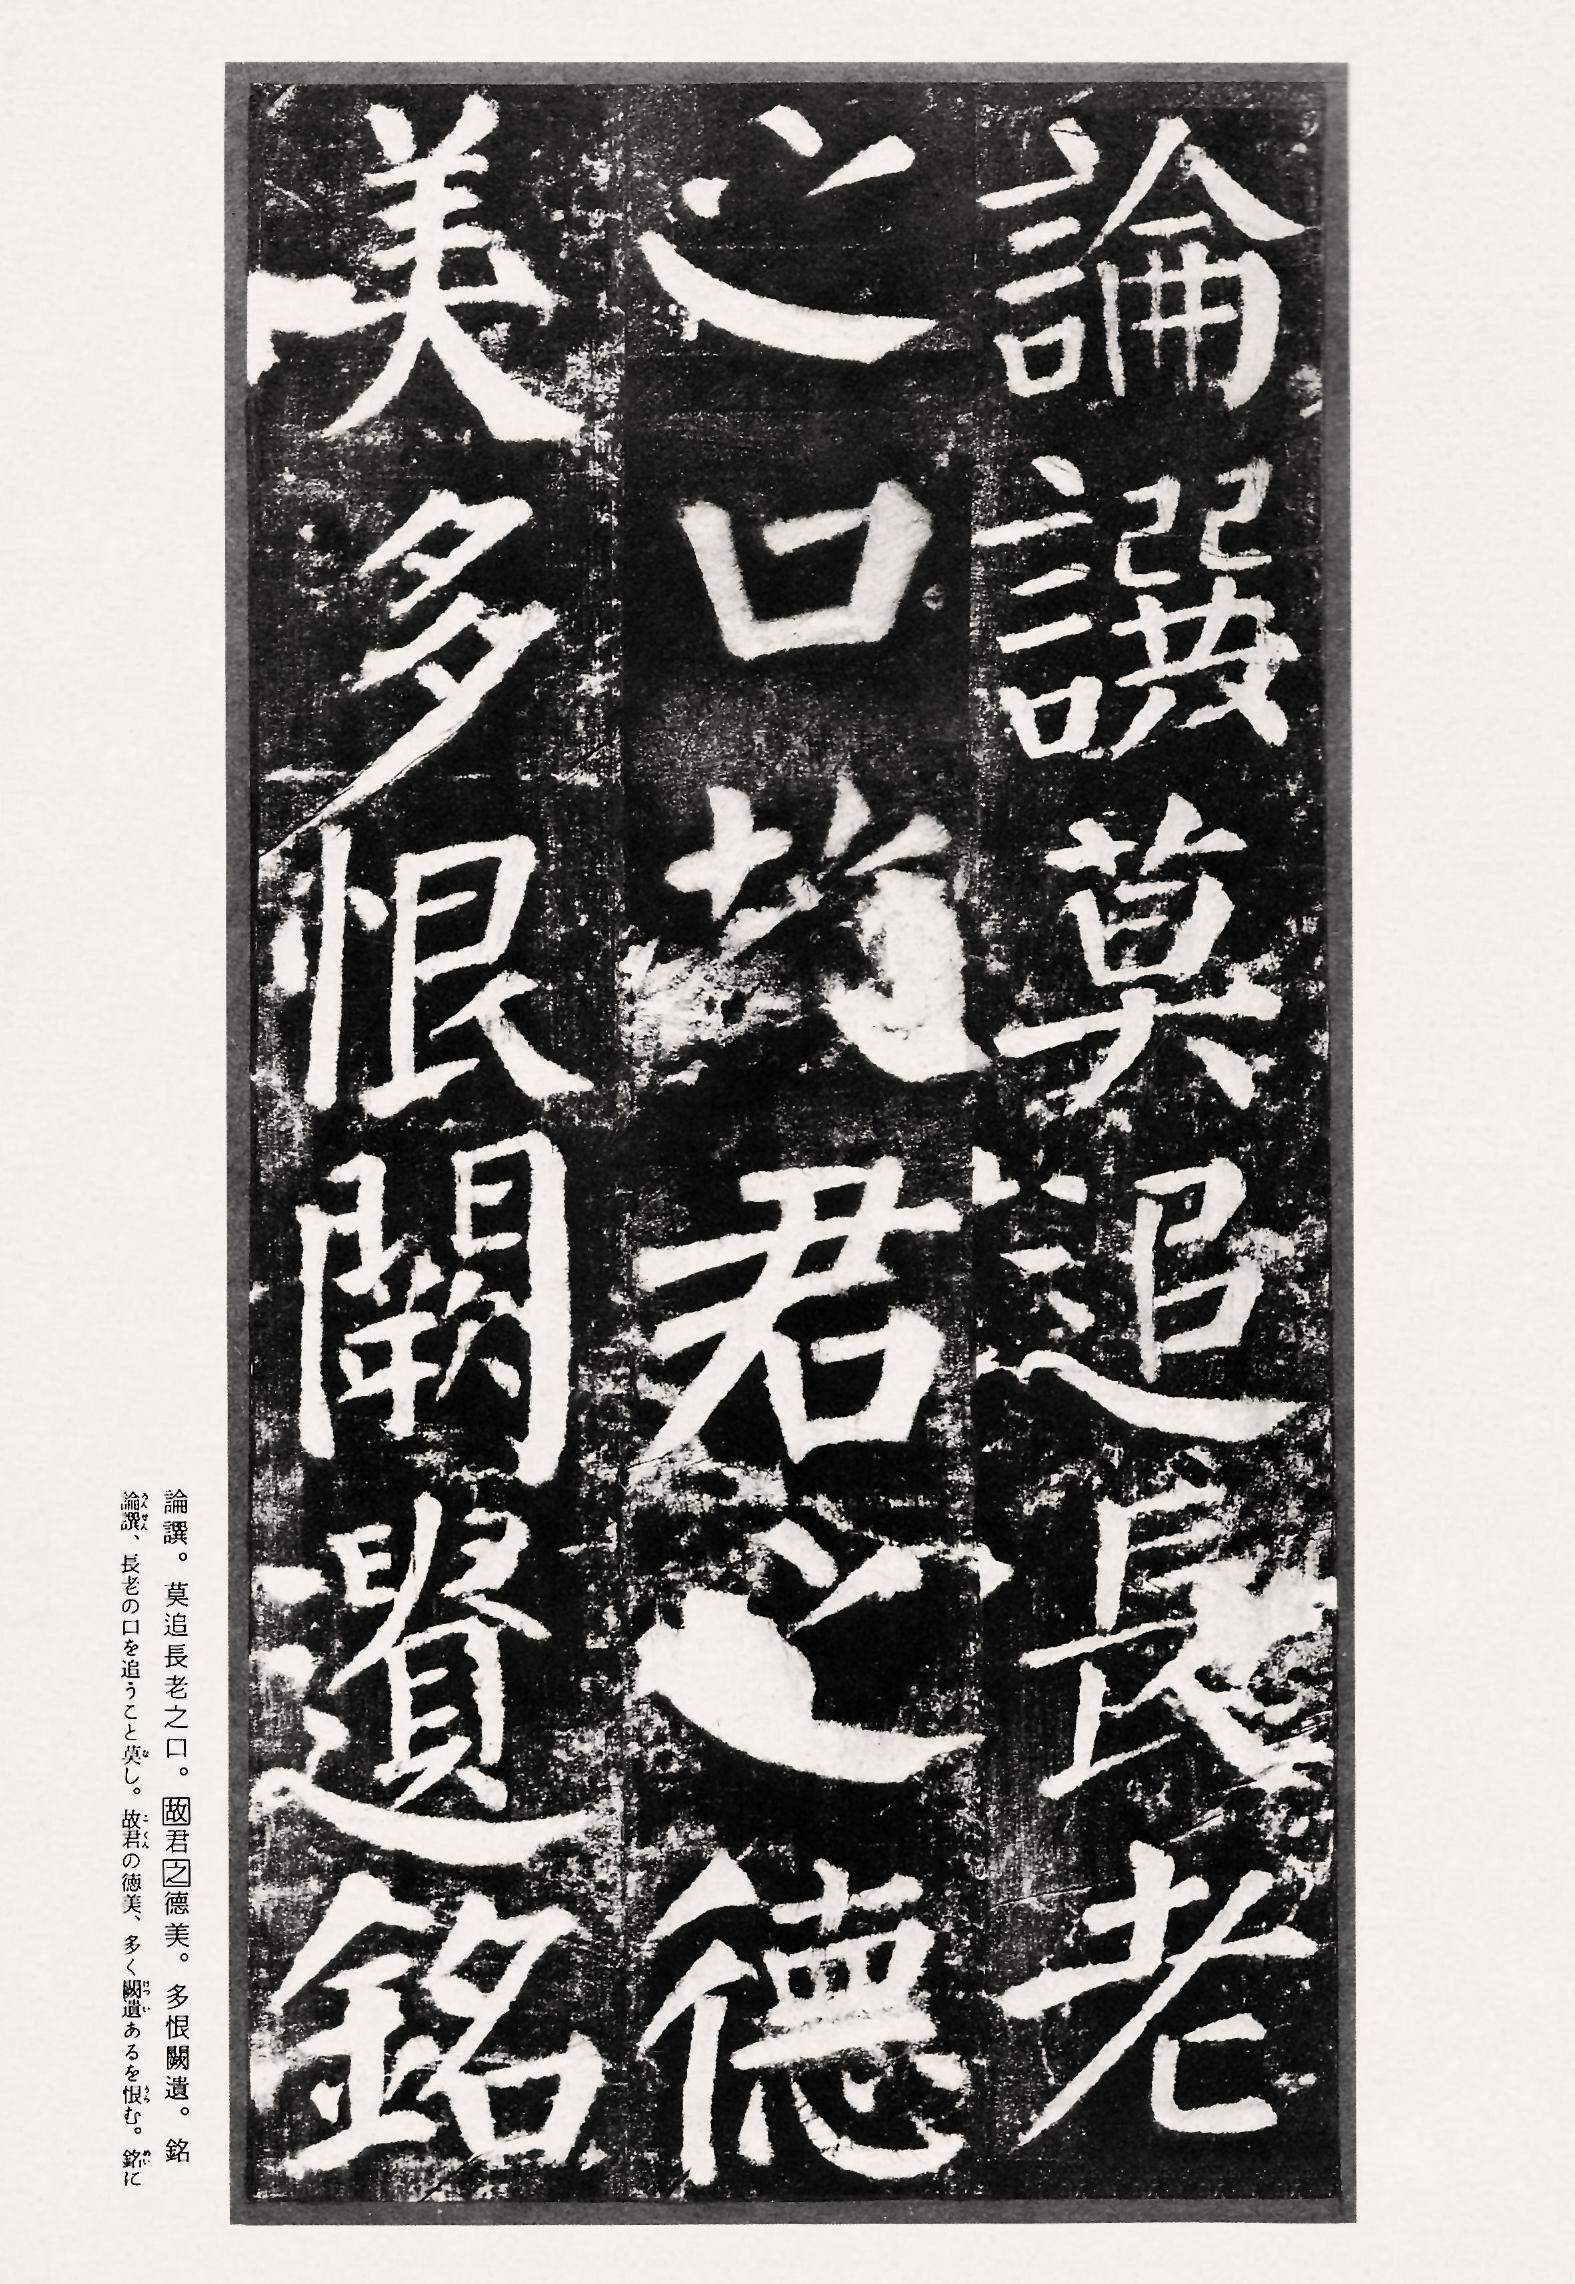 論譔莫追長老
之口故君之德
美多恨闕遺銘
論譔。莫追長老之口。故君之德美。多恨闕遺。銘
論譔、長老の口を追うこと莫し。故君の徳美、多く闕遺あるを恨む。銘に